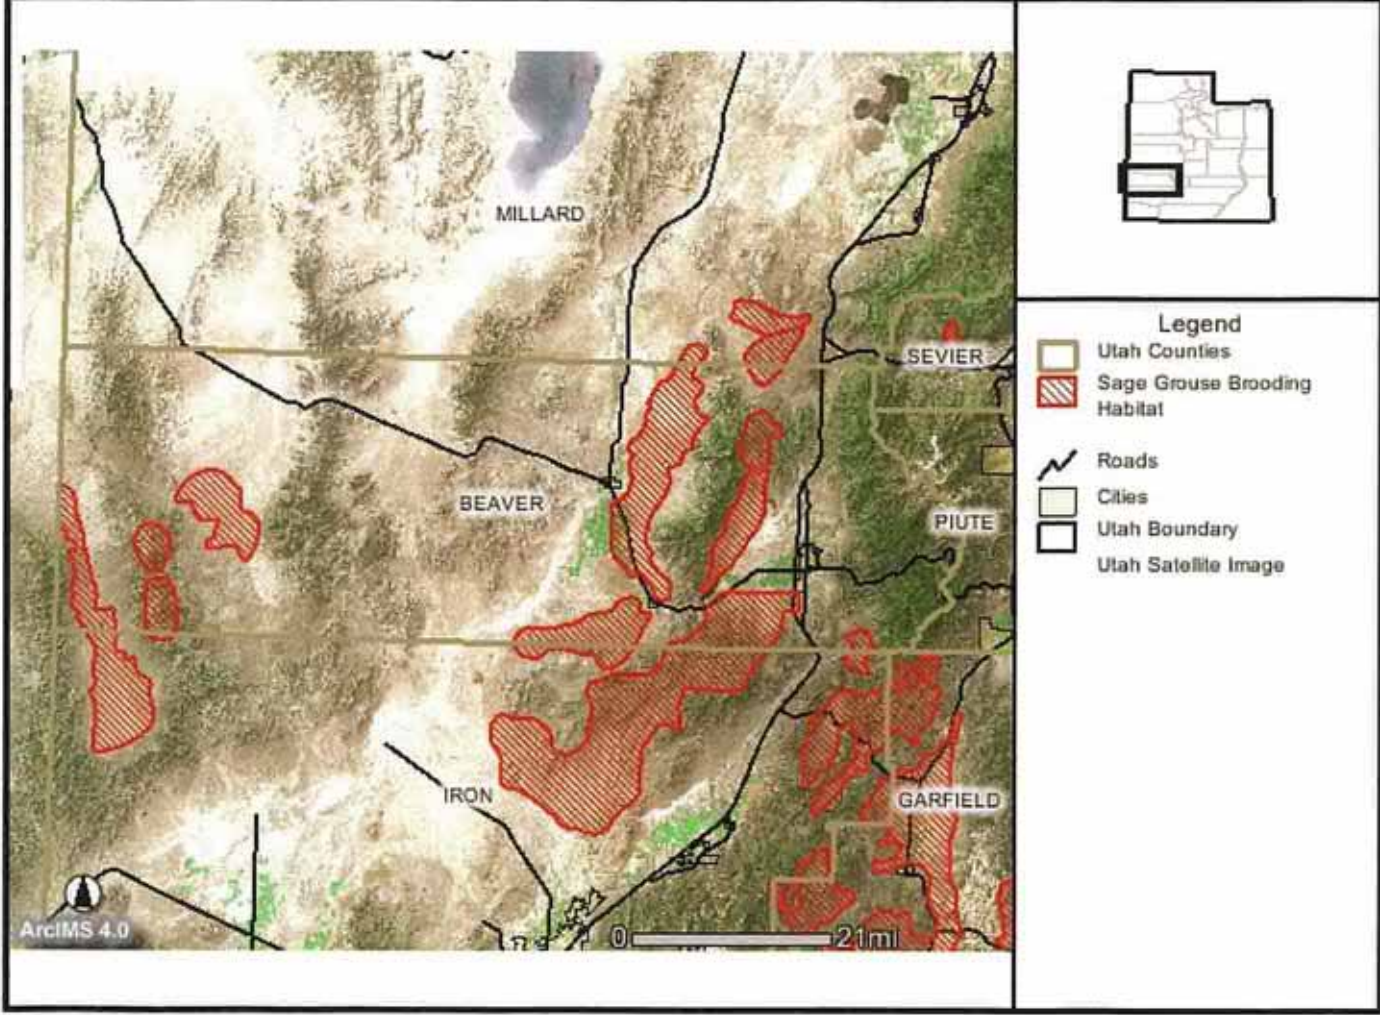 MILLARD
SEVIER
BEAVER
PIUTE
IRON
GARFIELD
ArcIMS 4.0
0 21mi
Legend
Utah Counties
Sage Grouse Brooding
Habitat
Roads
Cities
Utah Boundary
Utah Satellite Image